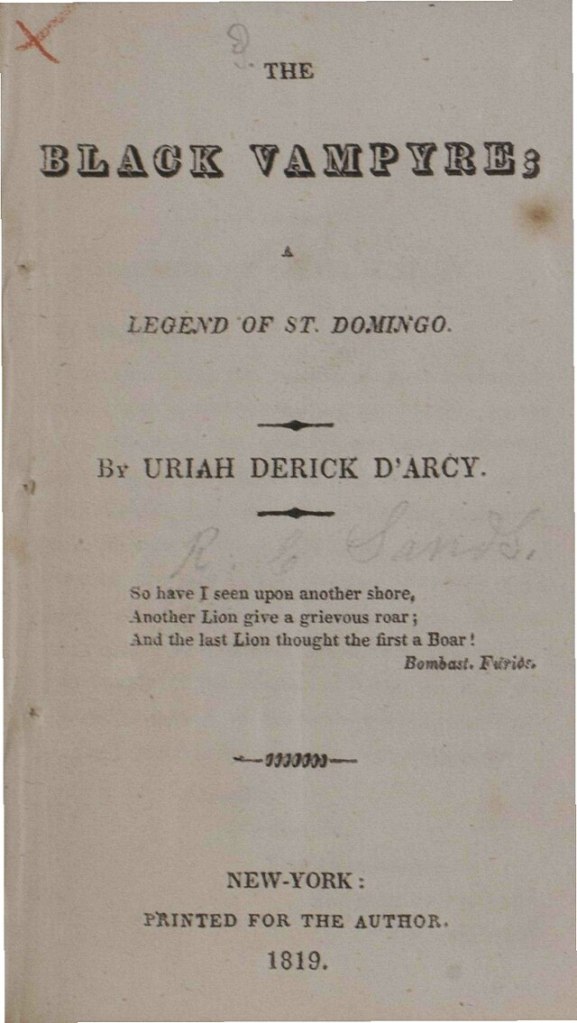 THE
BLACK VAMPYRE;
A
LEGEND OF ST. DOMINGO.
By URIAH DERICK D'ARCY.
R. C Sands.
So have I seen upon another shore,
Another Lion give a grievous roar;
And the last Lion thought the first a Boar!
Bombast. Furios.
NEW-YORK:
PRINTED FOR THE AUTHOR.
1819.